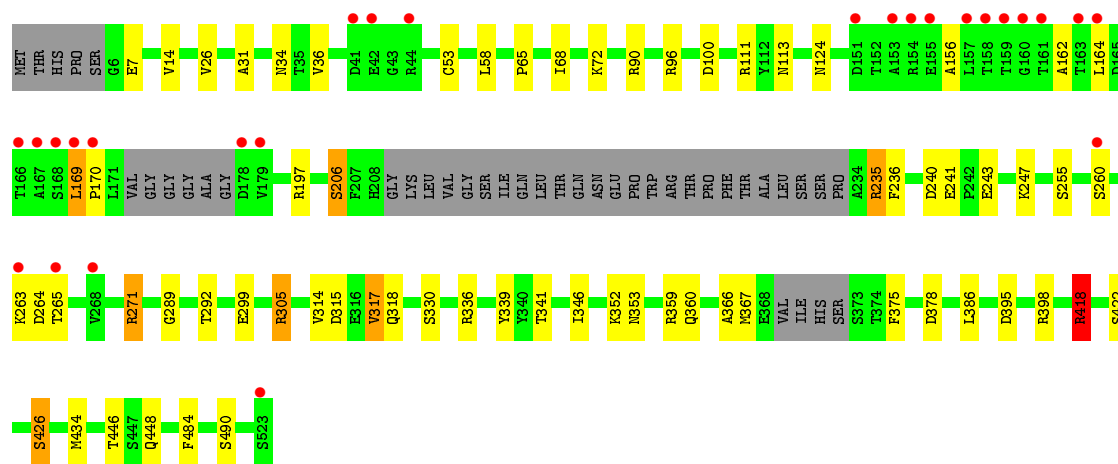 MET THR HIS PRO SER G6 E7 V14 V26 A31 N34 T35 V36 D41 E42 G43 R44 C53 L58 P65 I68 K72 R90 R96 D100 R111 Y112 N113 N124 D151 T152 A153 R154 E155 A156 L157 T158 T159 G160 T161 A162 T163 L164 D165
T166 A167 S168 L169 P170 L171 VAL GLY GLY GLY ALA GLY D178 V179 R197 S206 F207 H208 GLY LYS LEU VAL GLY SER ILE GLN LEU THR GLN ASN GLU PRO TRP ARG THR PRO PHE THR ALA LEU SER SER PRO A234 R235 F236 D240 E241 P242 E243 K247 S255 S260
K263 D264 T265 V268 R271 G289 T292 E299 R305 V314 D315 E316 V317 Q318 S330 R336 Y339 Y340 T341 I346 K352 N353 R359 Q360 A366 M367 E368 VAL ILE HIS SER S373 T374 F375 D378 L386 D395 R398 R418 S422
S426 M434 T446 S447 Q448 F484 S490 S523